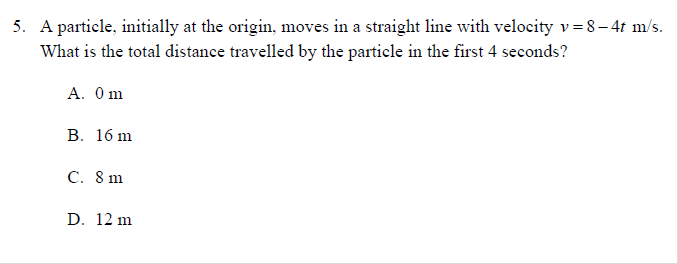 5. A particle, initially at the origin, moves in a straight line with velocity v = 8 – 4t m/s.
What is the total distance travelled by the particle in the first 4 seconds?
A. 0 m
B. 16 m
C. 8 m
D. 12 m